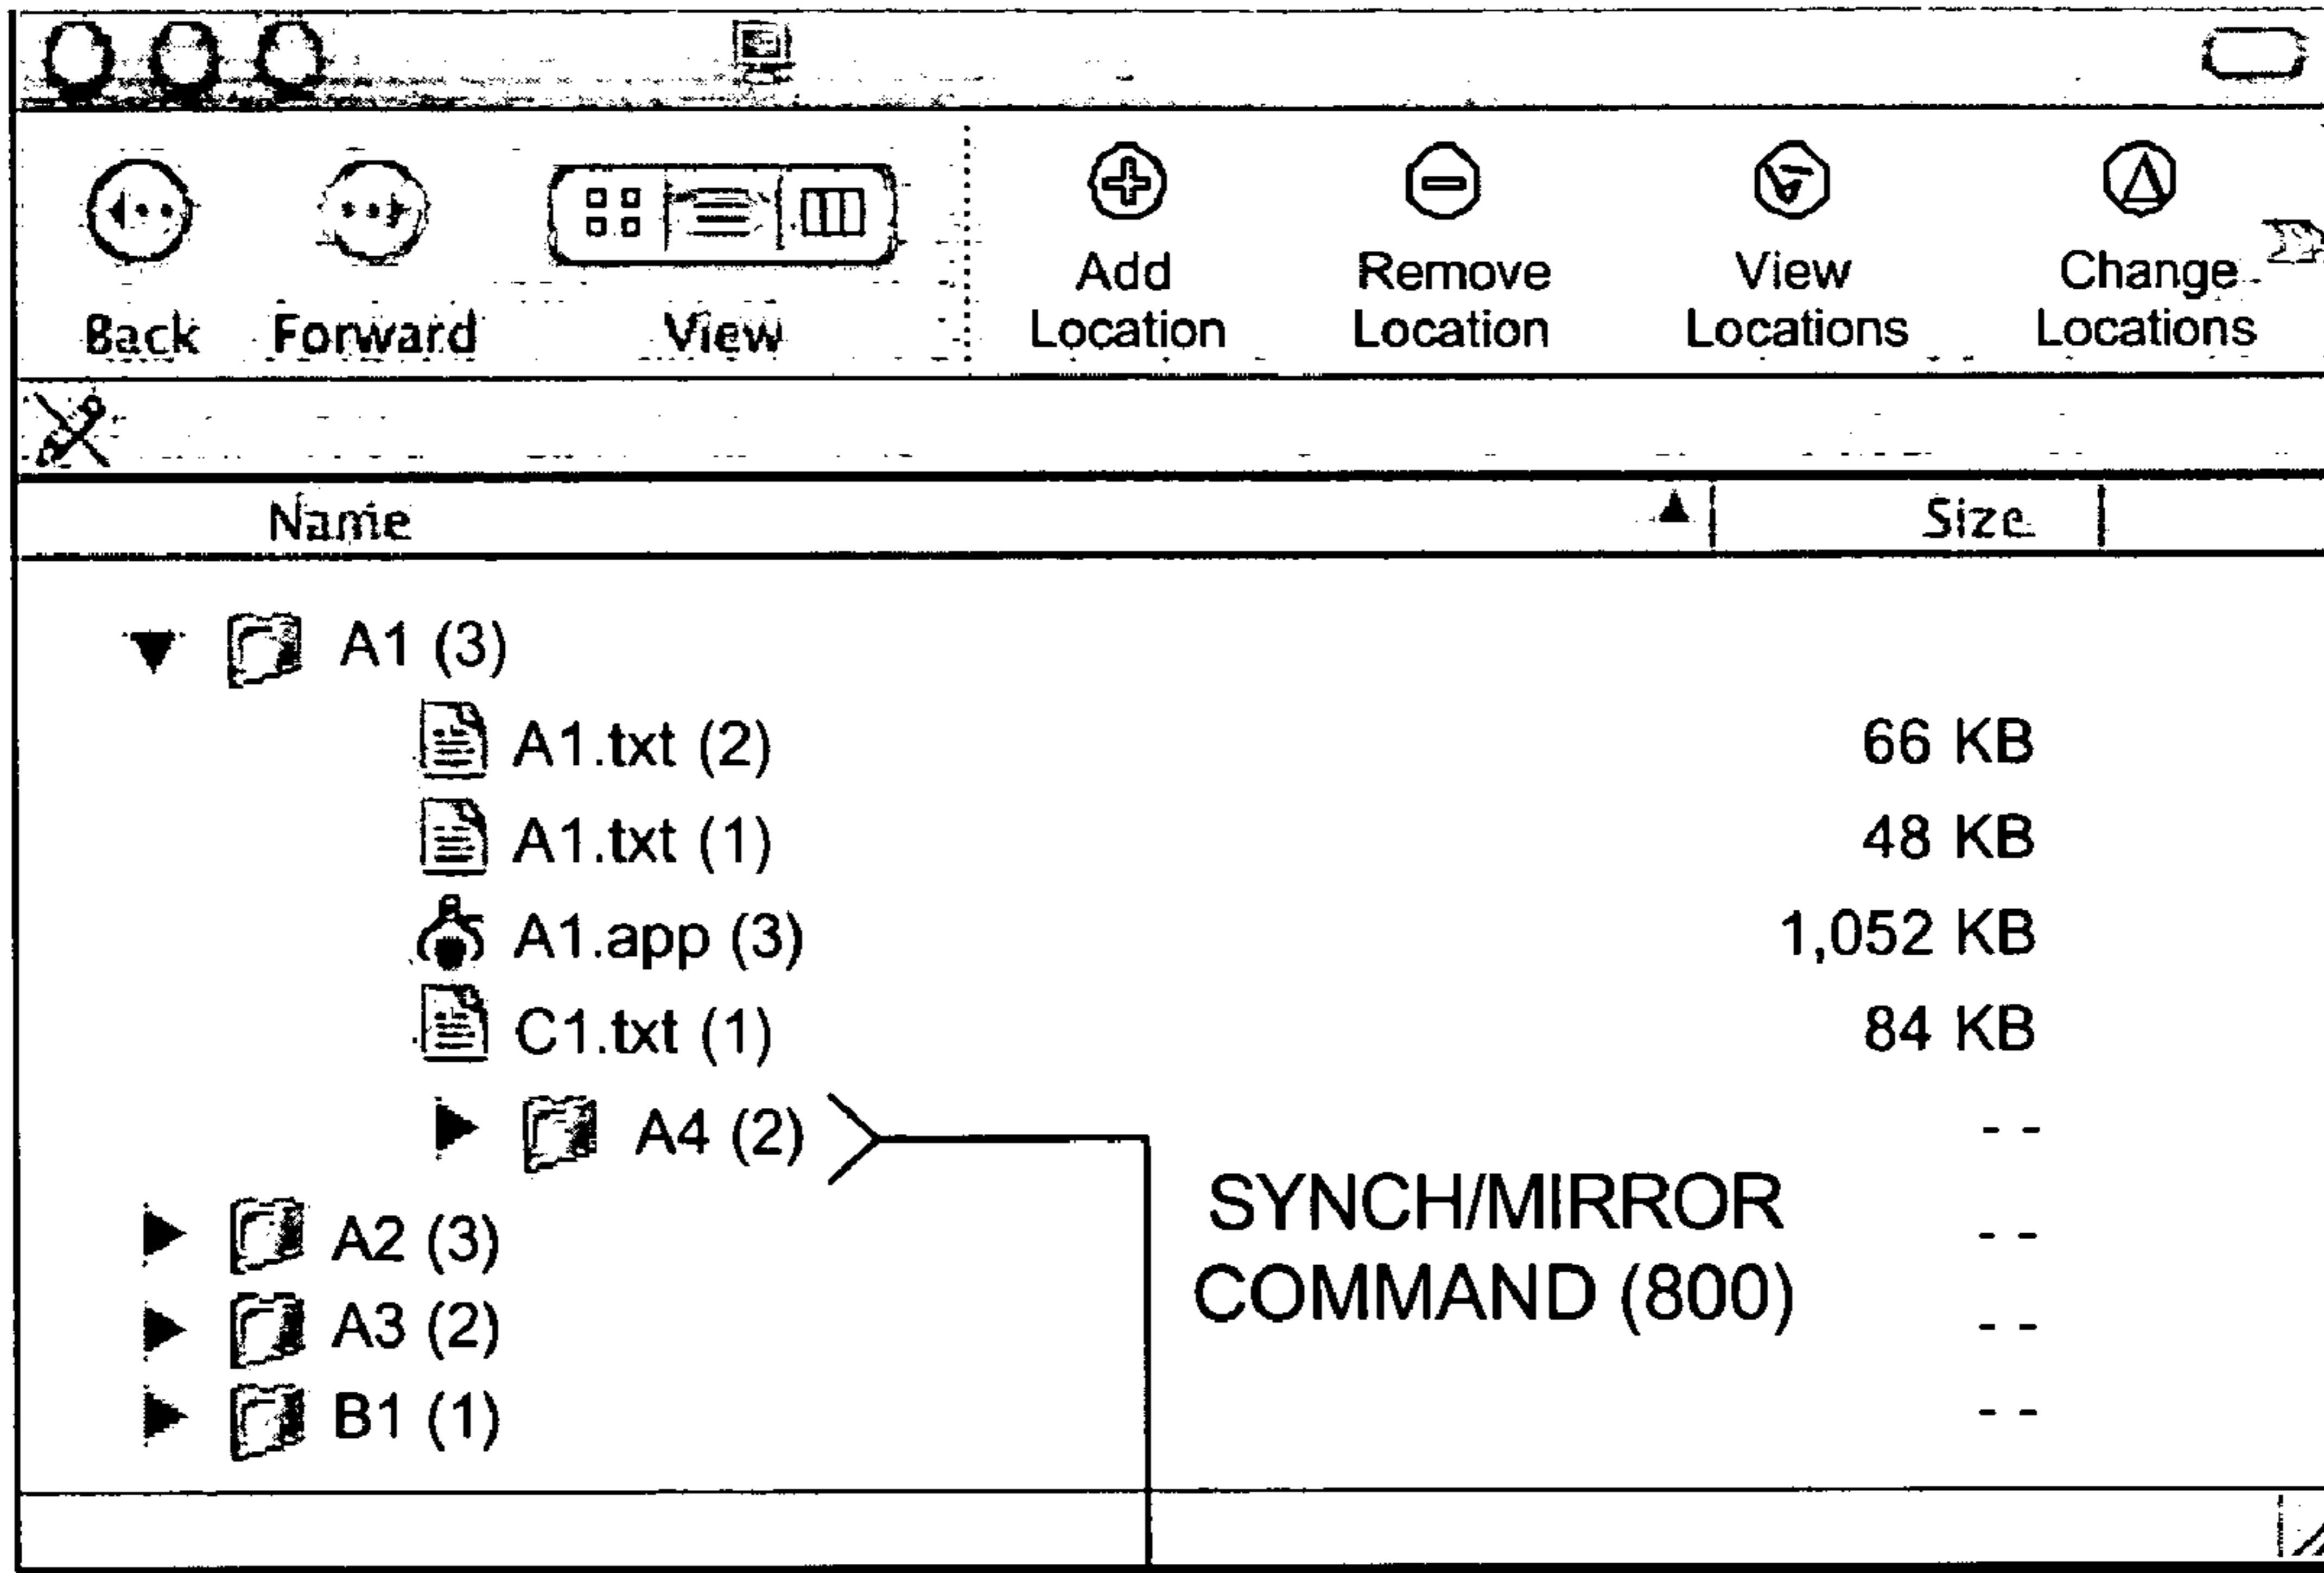 Back Forward View Add Location Remove Location View Locations Change Locations
Name Size
A1 (3)
A1.txt (2) 66 KB
A1.txt (1) 48 KB
A1.app (3) 1,052 KB
C1.txt (1) 84 KB
A4 (2) - -
SYNCH/MIRROR
COMMAND (800)
A2 (3) - -
A3 (2) - -
B1 (1) - -